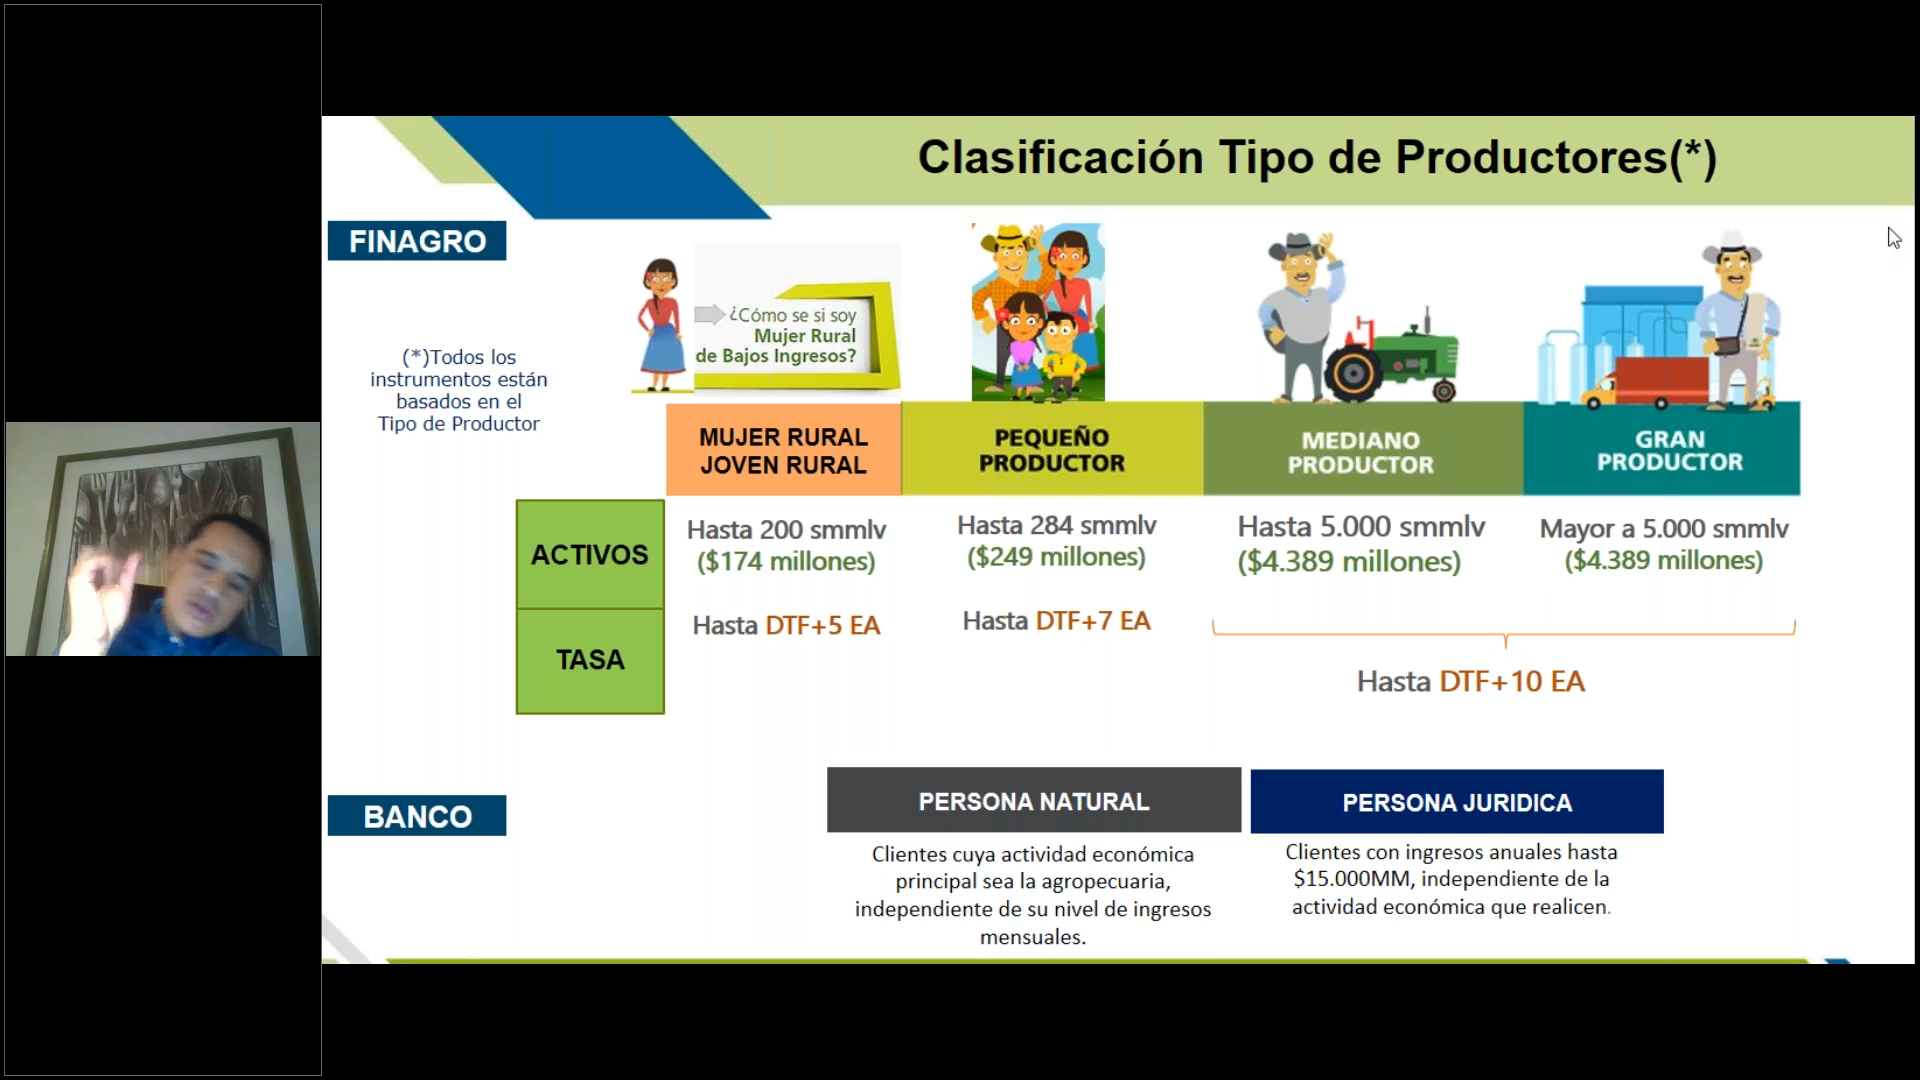 Clasificación Tipo de Productores(*)
FINAGRO
(*)Todos los
instrumentos están
basados en el
Tipo de Productor
¿Cómo se si soy
Mujer Rural
de Bajos Ingresos?
MUJER RURAL
JOVEN RURAL
PEQUEÑO
PRODUCTOR
MEDIANO
PRODUCTOR
GRAN
PRODUCTOR
ACTIVOS
Hasta 200 smmlv
($174 millones)
Hasta 284 smmlv
($249 millones)
Hasta 5.000 smmlv
($4.389 millones)
Mayor a 5.000 smmlv
($4.389 millones)
TASA
Hasta DTF+5 EA
Hasta DTF+7 EA
Hasta DTF+10 EA
BANCO
PERSONA NATURAL
Clientes cuya actividad económica
principal sea la agropecuaria,
independiente de su nivel de ingresos
mensuales.
PERSONA JURIDICA
Clientes con ingresos anuales hasta
$15.000MM, independiente de la
actividad económica que realicen.